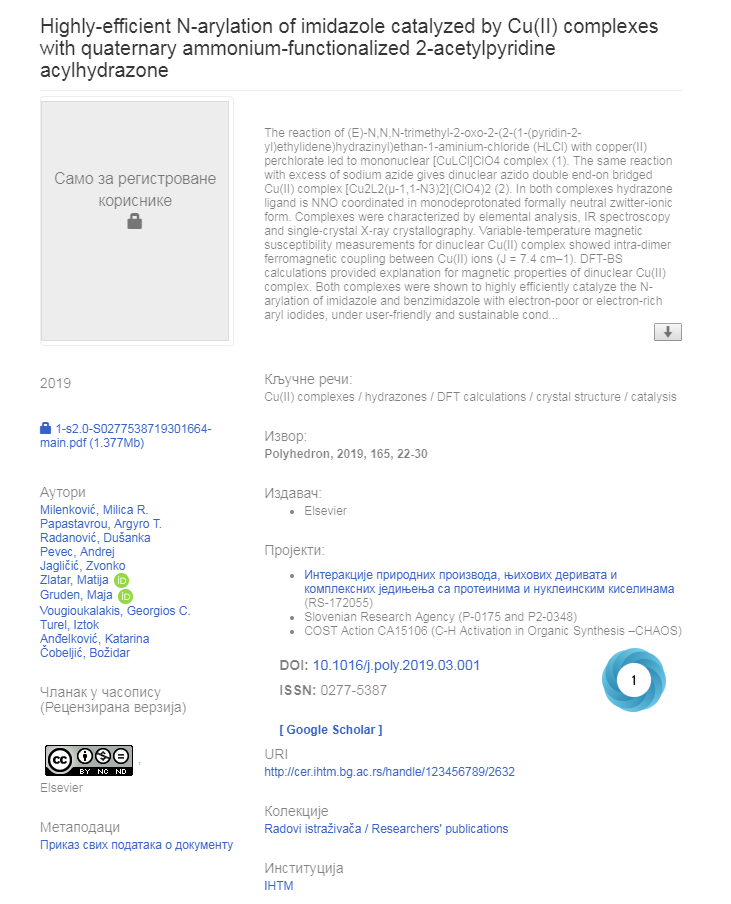 Highly-efficient N-arylation of imidazole catalyzed by Cu(II) complexes
with quaternary ammonium-functionalized 2-acetylpyridine
acylhydrazone
Само за регистроване
кориснике
The reaction of (E)-N,N,N-trimethyl-2-oxo-2-(2-(1-(pyridin-2-
yl)ethylidene)hydrazinyl)ethan-1-aminium-chloride (HLCl) with copper(II)
perchlorate led to mononuclear [CuLCl]ClO4 complex (1). The same reaction
with excess of sodium azide gives dinuclear azido double end-on bridged
Cu(II) complex [Cu2L2(μ-1,1-N3)2](ClO4)2 (2). In both complexes hydrazone
ligand is NNO coordinated in monodeprotonated formally neutral zwitter-ionic
form. Complexes were characterized by elemental analysis, IR spectroscopy
and single-crystal X-ray crystallography. Variable-temperature magnetic
susceptibility measurements for dinuclear Cu(II) complex showed intra-dimer
ferromagnetic coupling between Cu(II) ions (J = 7.4 cm–1). DFT-BS
calculations provided explanation for magnetic properties of dinuclear Cu(II)
complex. Both complexes were shown to highly efficiently catalyze the N-
arylation of imidazole and benzimidazole with electron-poor or electron-rich
aryl iodides, under user-friendly and sustainable cond...
2019
1-s2.0-S0277538719301664-
main.pdf (1.377Mb)
Аутори
Milenković, Milica R.
Papastavrou, Argyro T.
Radanović, Dušanka
Pevec, Andrej
Jagličić, Zvonko
Zlatar, Matija iD
Gruden, Maja iD
Vougioukalakis, Georgios C.
Turel, Iztok
Anđelković, Katarina
Čobeljić, Božidar
Чланак у часопису
(Рецензирана верзија)
cc BY NC ND ,
Elsevier
Метаподаци
Приказ свих података о документу
Кључне речи:
Cu(II) complexes / hydrazones / DFT calculations / crystal structure / catalysis
Извор:
Polyhedron, 2019, 165, 22-30
Издавач:
Elsevier
Пројекти:
Интеракције природних производа, њихових деривата и
комплексних једињења са протеинима и нуклеинским киселинама
(RS-172055)
Slovenian Research Agency (P-0175 and P2-0348)
COST Action CA15106 (C-H Activation in Organic Synthesis –CHAOS)
DOI: 10.1016/j.poly.2019.03.001
1
ISSN: 0277-5387
[ Google Scholar ]
URI
http://cer.ihtm.bg.ac.rs/handle/123456789/2632
Колекције
Radovi istraživača / Researchers' publications
Институција
IHTM